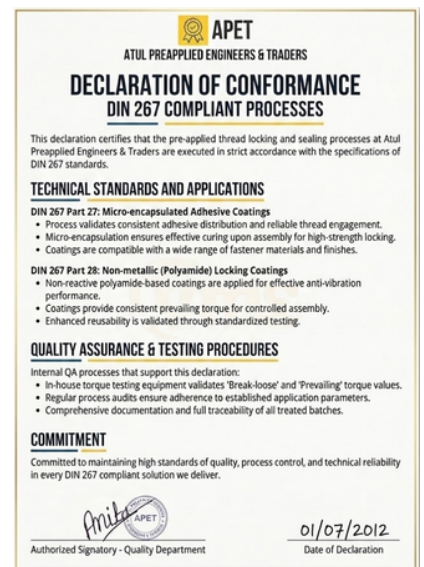 APET
ATUL PREAPPLIED ENGINEERS & TRADERS
DECLARATION OF CONFORMANCE
DIN 267 COMPLIANT PROCESSES
This declaration certifies that the pre-applied thread locking and sealing processes at Atul
Preapplied Engineers & Traders are executed in strict accordance with the specifications of
DIN 267 standards.
TECHNICAL STANDARDS AND APPLICATIONS
DIN 267 Part 27: Micro-encapsulated Adhesive Coatings
• Process validates consistent adhesive distribution and reliable thread engagement.
• Micro-encapsulation ensures effective curing upon assembly for high-strength locking.
• Coatings are compatible with a wide range of fastener materials and finishes.
DIN 267 Part 28: Non-metallic (Polyamide) Locking Coatings
• Non-reactive polyamide-based coatings are applied for effective anti-vibration
performance.
• Coatings provide consistent prevailing torque for controlled assembly.
• Enhanced reusability is validated through standardized testing.
QUALITY ASSURANCE & TESTING PROCEDURES
Internal QA processes that support this declaration:
• In-house torque testing equipment validates 'Break-loose' and 'Prevailing' torque values.
• Regular process audits ensure adherence to established application parameters.
• Comprehensive documentation and full traceability of all treated batches.
COMMITMENT
Committed to maintaining high standards of quality, process control, and technical reliability
in every DIN 267 compliant solution we deliver.
Anita
APET
01/07/2012
Authorized Signatory - Quality Department
Date of Declaration